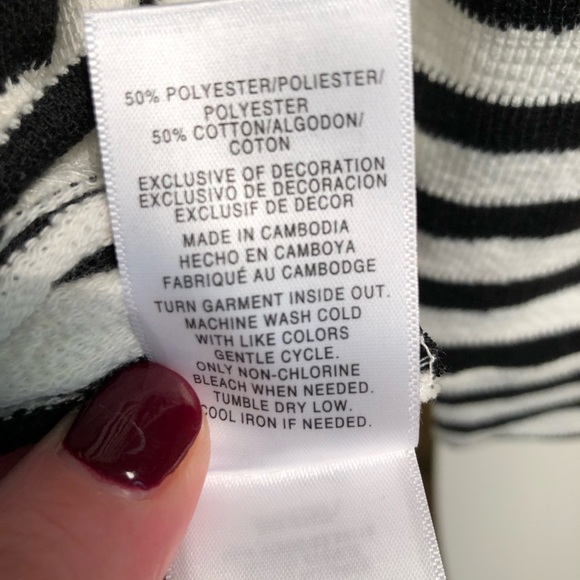 50% POLYESTER/POLIESTER/
POLYESTER
50% COTTON/ALGODON/
COTON
EXCLUSIVE OF DECORATION
EXCLUSIVO DE DECORACION
EXCLUSIF DE DECOR
MADE IN CAMBODIA
HECHO EN CAMBOYA
FABRIQUÉ AU CAMBODGE
TURN GARMENT INSIDE OUT.
MACHINE WASH COLD
WITH LIKE COLORS
GENTLE CYCLE.
ONLY NON-CHLORINE
BLEACH WHEN NEEDED.
TUMBLE DRY LOW.
COOL IRON IF NEEDED.